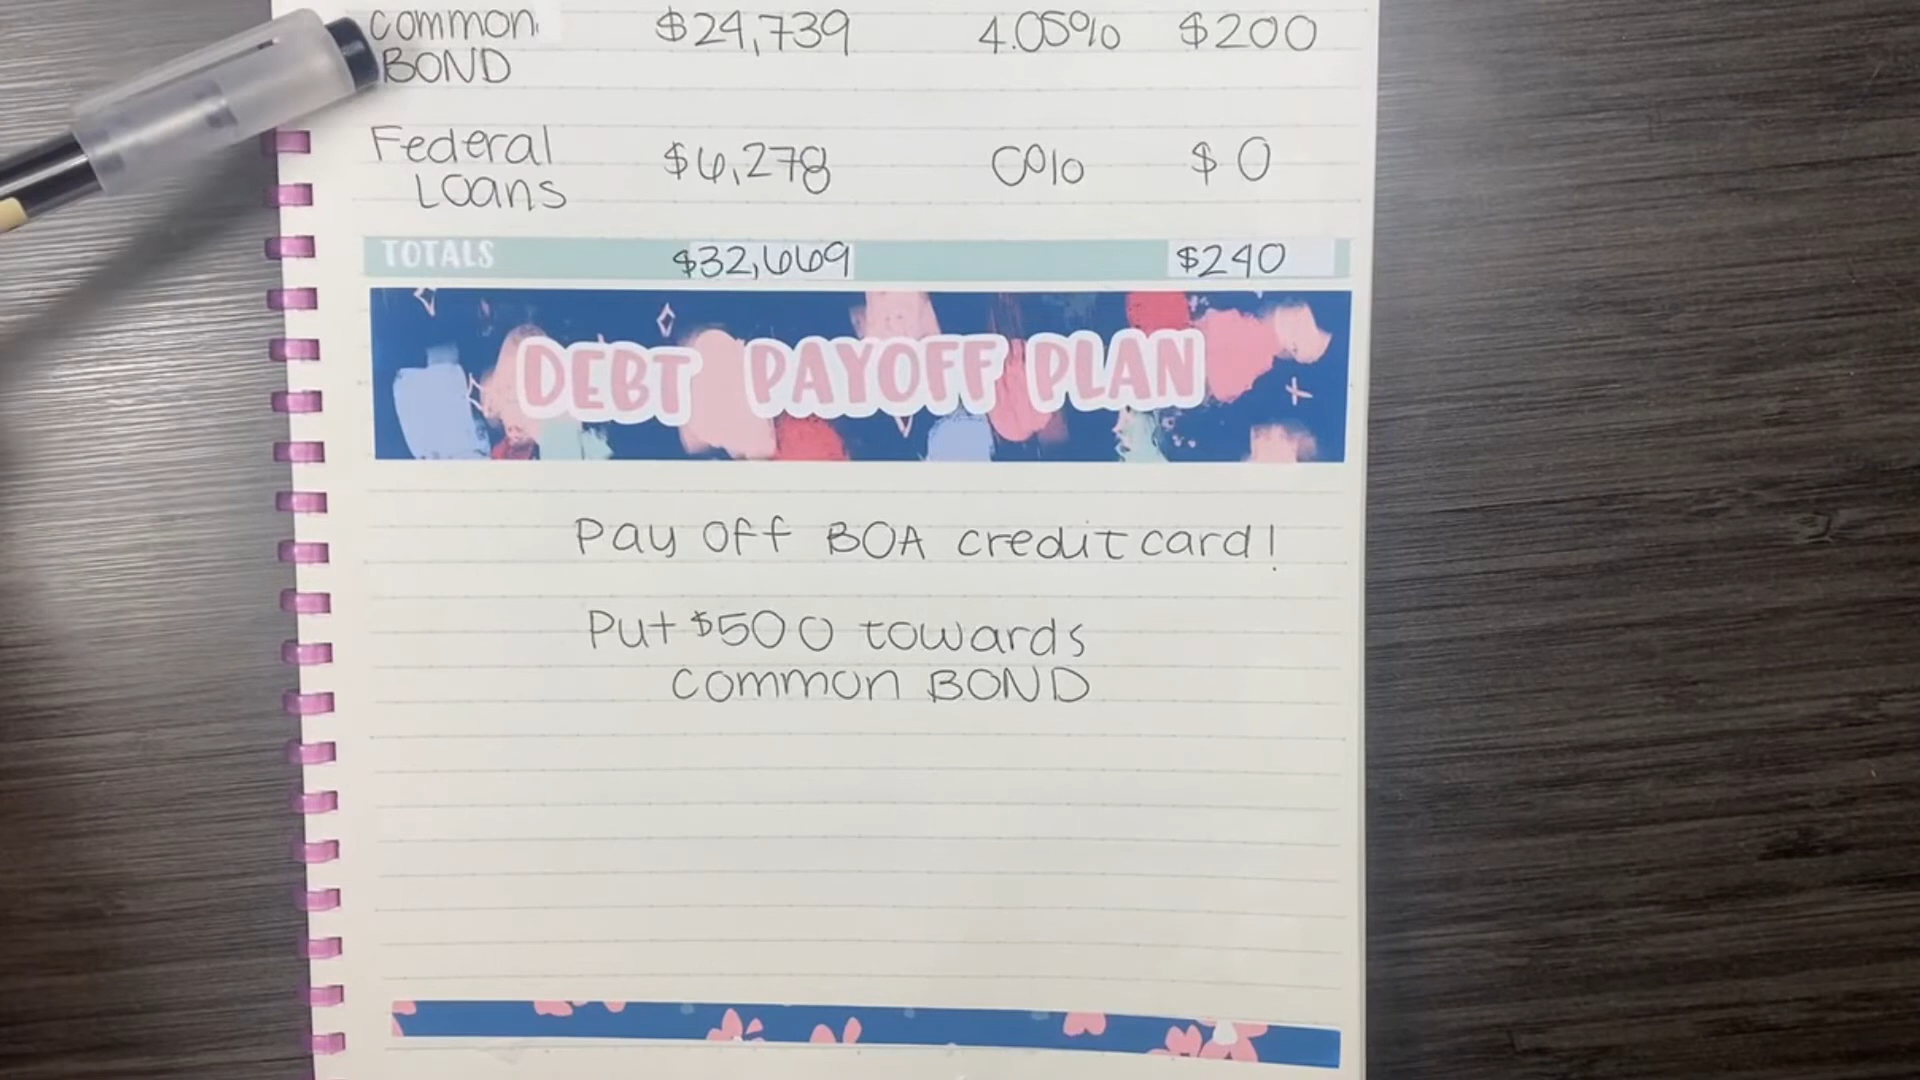 common $24,739 4.05% $200
BOND
Federal $6,278 0% $0
Loans
TOTALS $32,669 $240
DEBT PAYOFF PLAN
Pay off BOA credit card!
Put $500 towards
common BOND